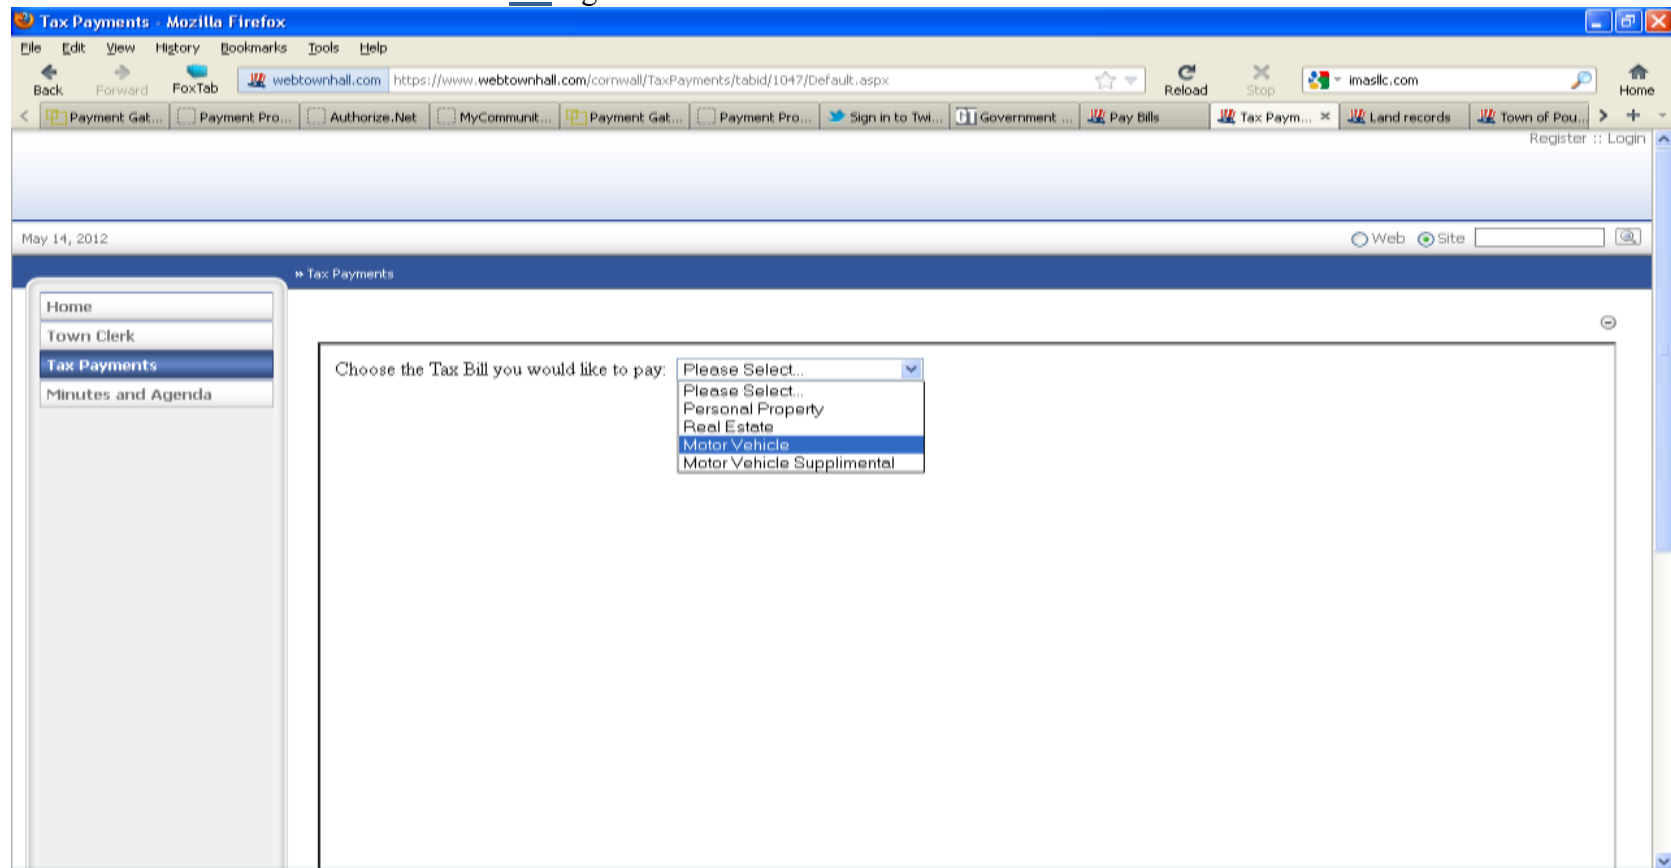 Tax Payments - Mozilla Firefox
File Edit View History Bookmarks Tools Help
Back Forward FoxTab webtownhall.com https://www.webtownhall.com/cornwall/TaxPayments/tabid/1047/Default.aspx Reload Stop imasllc.com Home
Payment Gat... Payment Pro... Authorize.Net MyCommunit... Payment Gat... Payment Pro... Sign in to Twi... Government ... Pay Bills Tax Paym... Land records Town of Pou...
Register :: Login
May 14, 2012 Web Site
» Tax Payments
Home
Town Clerk
Tax Payments
Minutes and Agenda
Choose the Tax Bill you would like to pay: Please Select...
Please Select...
Personal Property
Real Estate
Motor Vehicle
Motor Vehicle Supplimental